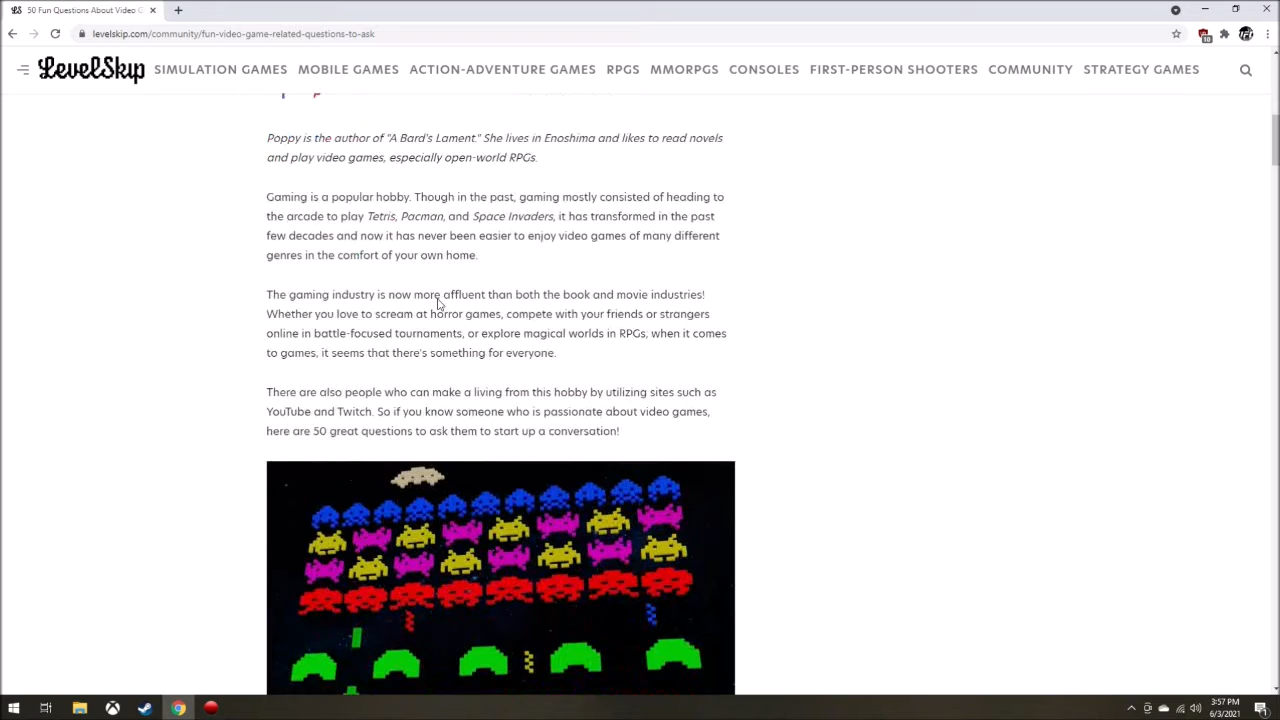 50 Fun Questions About Video G
levelskip.com/community/fun-video-game-related-questions-to-ask
10
LevelSkip SIMULATION GAMES MOBILE GAMES ACTION-ADVENTURE GAMES RPGS MMORPGS CONSOLES FIRST-PERSON SHOOTERS COMMUNITY STRATEGY GAMES
Poppy is the author of "A Bard's Lament." She lives in Enoshima and likes to read novels
and play video games, especially open-world RPGs.
Gaming is a popular hobby. Though in the past, gaming mostly consisted of heading to
the arcade to play Tetris, Pacman, and Space Invaders, it has transformed in the past
few decades and now it has never been easier to enjoy video games of many different
genres in the comfort of your own home.
The gaming industry is now more affluent than both the book and movie industries!
Whether you love to scream at horror games, compete with your friends or strangers
online in battle-focused tournaments, or explore magical worlds in RPGs, when it comes
to games, it seems that there's something for everyone.
There are also people who can make a living from this hobby by utilizing sites such as
YouTube and Twitch. So if you know someone who is passionate about video games,
here are 50 great questions to ask them to start up a conversation!
3:57 PM
6/3/2021
1